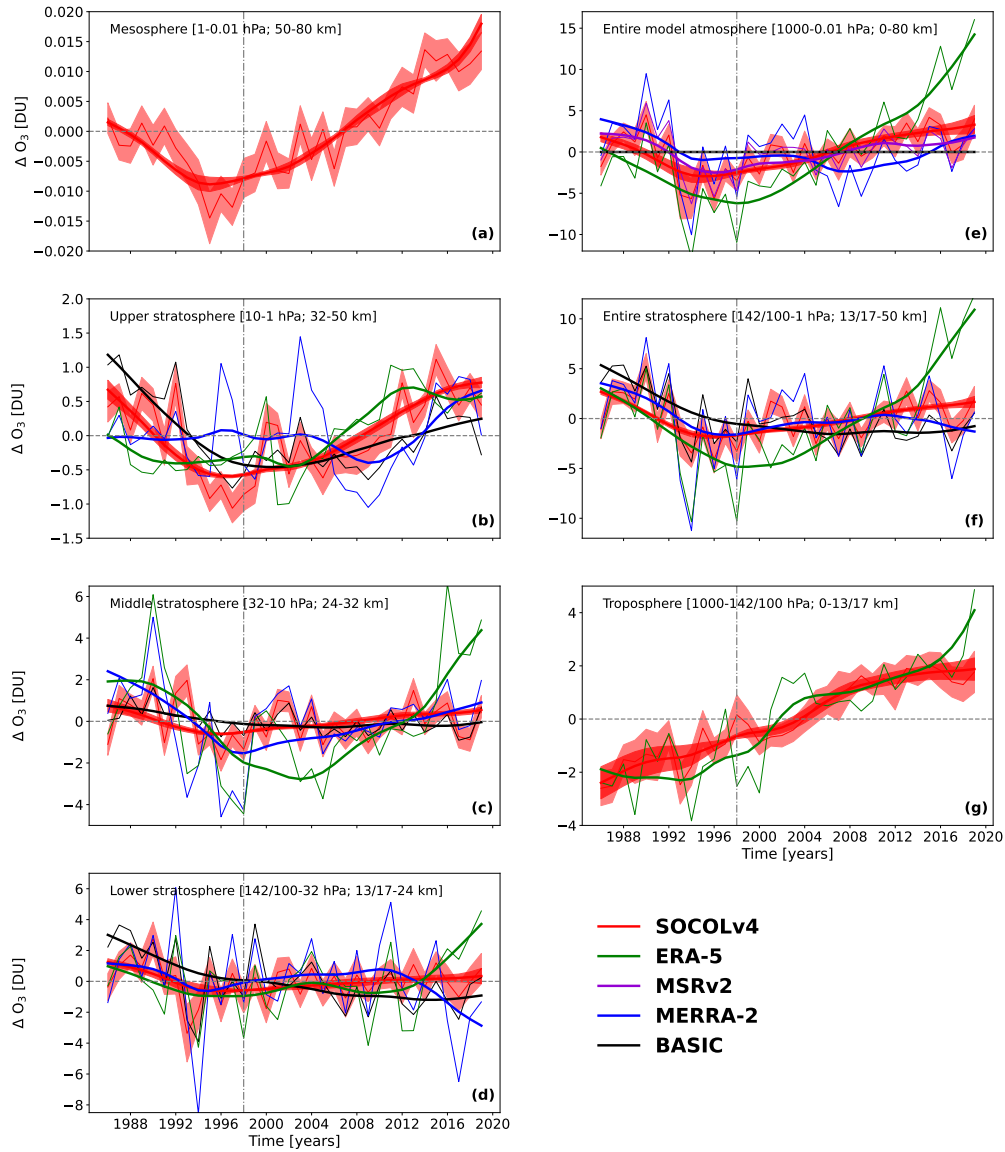 Mesosphere [1-0.01 hPa; 50-80 km]
Δ O₃ [DU]
0.020
0.015
0.010
0.005
0.000
−0.005
−0.010
−0.015
−0.020
(a)
Entire model atmosphere [1000-0.01 hPa; 0-80 km]
15
10
5
0
−5
−10
(e)
Upper stratosphere [10-1 hPa; 32-50 km]
Δ O₃ [DU]
2.0
1.5
1.0
0.5
0.0
−0.5
−1.0
−1.5
(b)
Entire stratosphere [142/100-1 hPa; 13/17-50 km]
10
5
0
−5
−10
(f)
Middle stratosphere [32-10 hPa; 24-32 km]
Δ O₃ [DU]
6
4
2
0
−2
−4
(c)
Troposphere [1000-142/100 hPa; 0-13/17 km]
4
2
0
−2
−4
(g)
1988 1992 1996 2000 2004 2008 2012 2016 2020
Time [years]
Lower stratosphere [142/100-32 hPa; 13/17-24 km]
Δ O₃ [DU]
6
4
2
0
−2
−4
−6
−8
(d)
1988 1992 1996 2000 2004 2008 2012 2016 2020
Time [years]
SOCOLv4
ERA-5
MSRv2
MERRA-2
BASIC